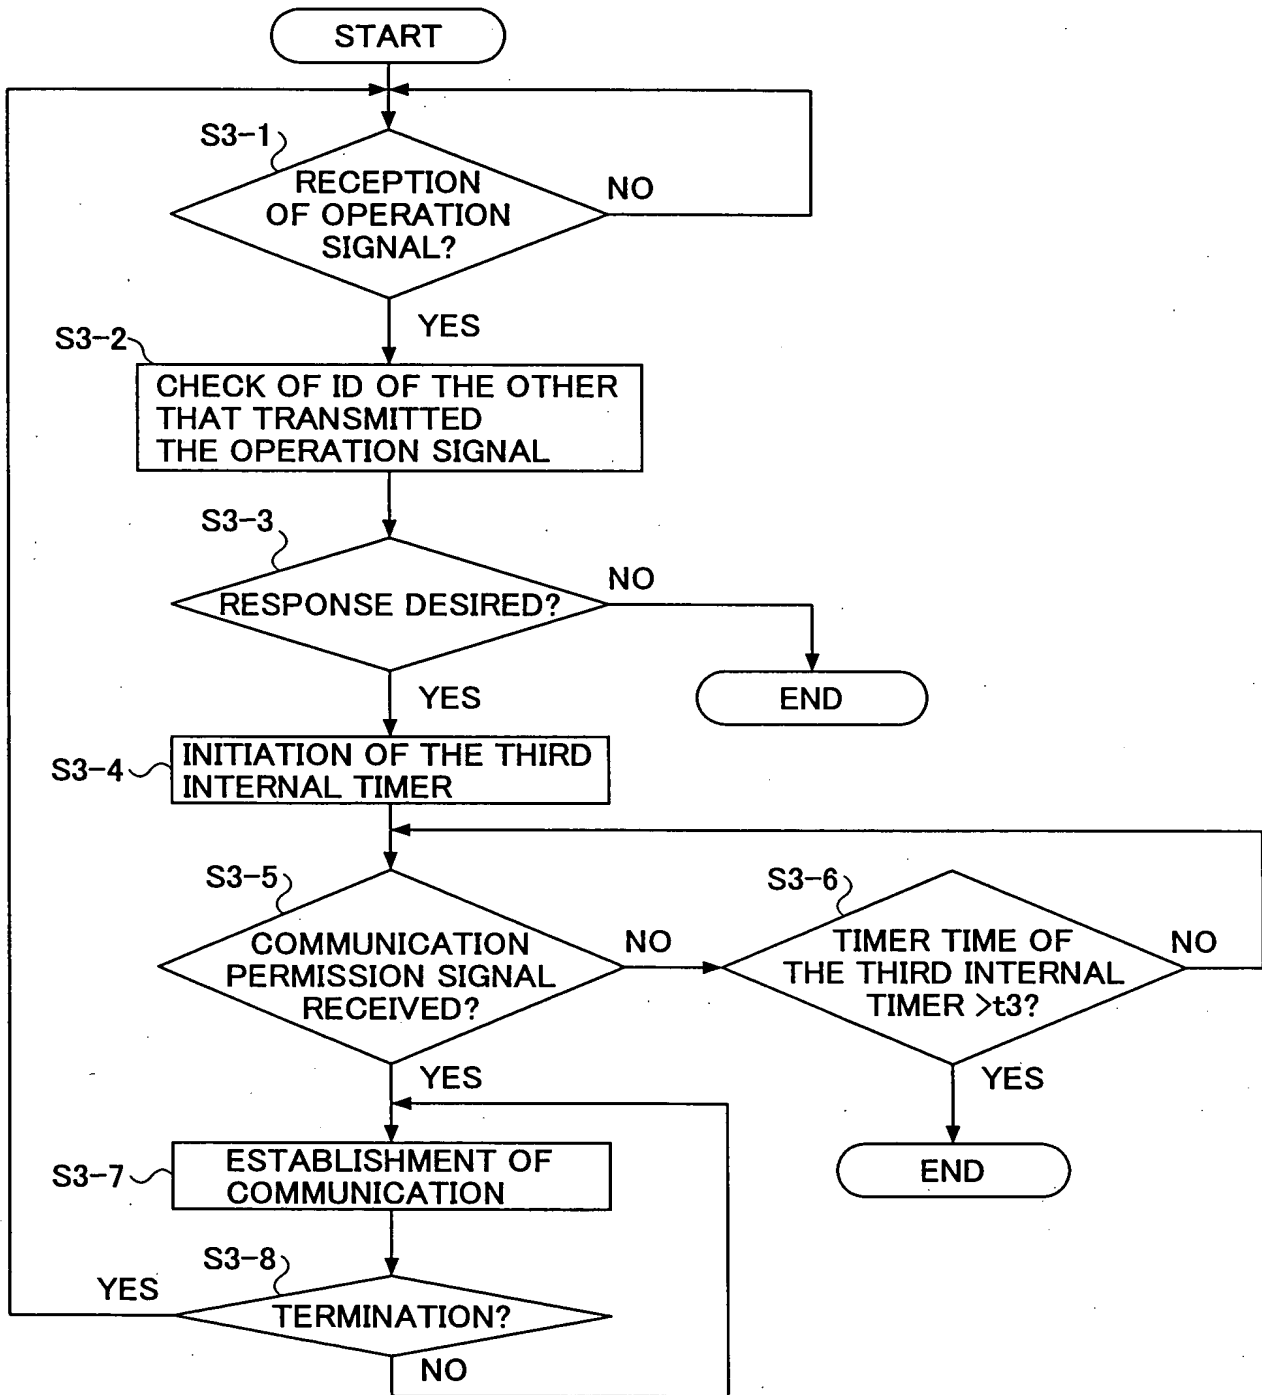 START
S3-1
RECEPTION
OF OPERATION
SIGNAL?
NO
YES
S3-2
CHECK OF ID OF THE OTHER
THAT TRANSMITTED
THE OPERATION SIGNAL
S3-3
RESPONSE DESIRED?
NO
END
YES
S3-4
INITIATION OF THE THIRD
INTERNAL TIMER
S3-5
COMMUNICATION
PERMISSION SIGNAL
RECEIVED?
NO
S3-6
TIMER TIME OF
THE THIRD INTERNAL
TIMER >t3?
NO
YES
YES
END
S3-7
ESTABLISHMENT OF
COMMUNICATION
S3-8
YES
TERMINATION?
NO